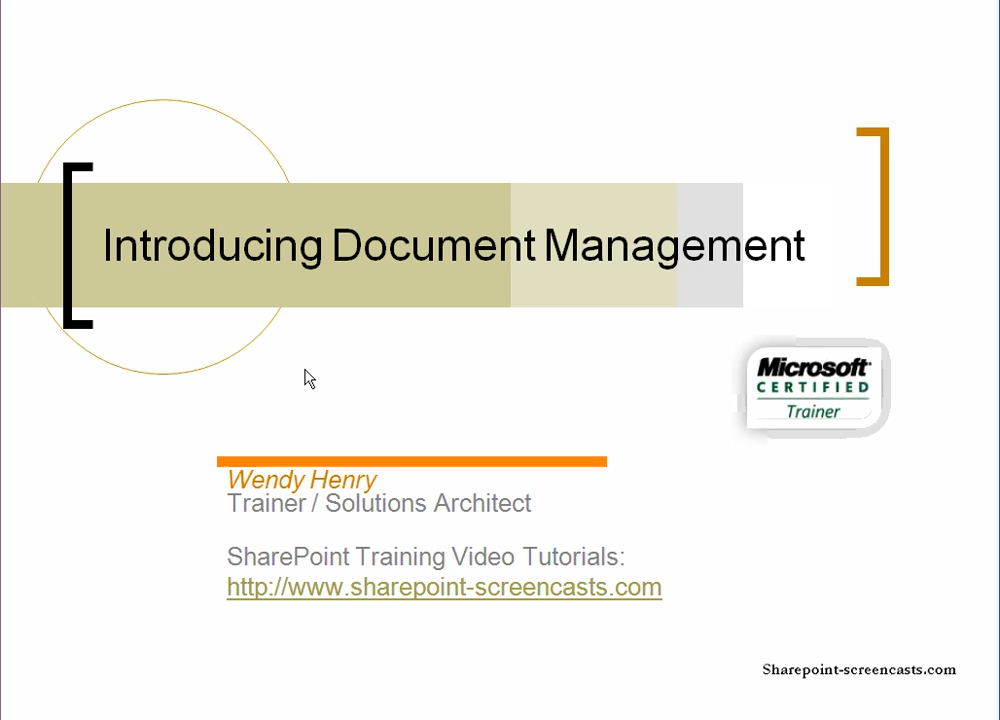 Introducing Document Management
Microsoft
CERTIFIED
Trainer
Wendy Henry
Trainer / Solutions Architect
SharePoint Training Video Tutorials:
http://www.sharepoint-screencasts.com
Sharepoint-screencasts.com